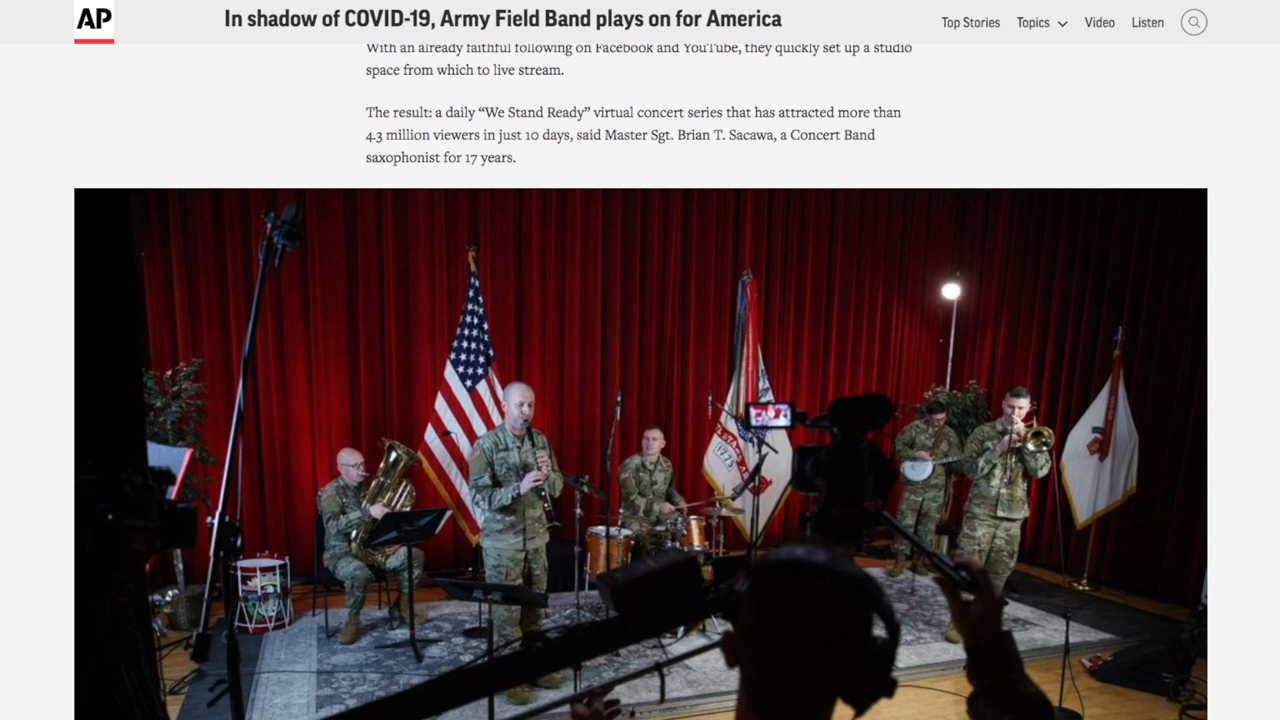 AP
In shadow of COVID-19, Army Field Band plays on for America
Top Stories Topics Video Listen
With an already faithful following on Facebook and YouTube, they quickly set up a studio
space from which to live stream.
The result: a daily “We Stand Ready” virtual concert series that has attracted more than
4.3 million viewers in just 10 days, said Master Sgt. Brian T. Sacawa, a Concert Band
saxophonist for 17 years.
1775